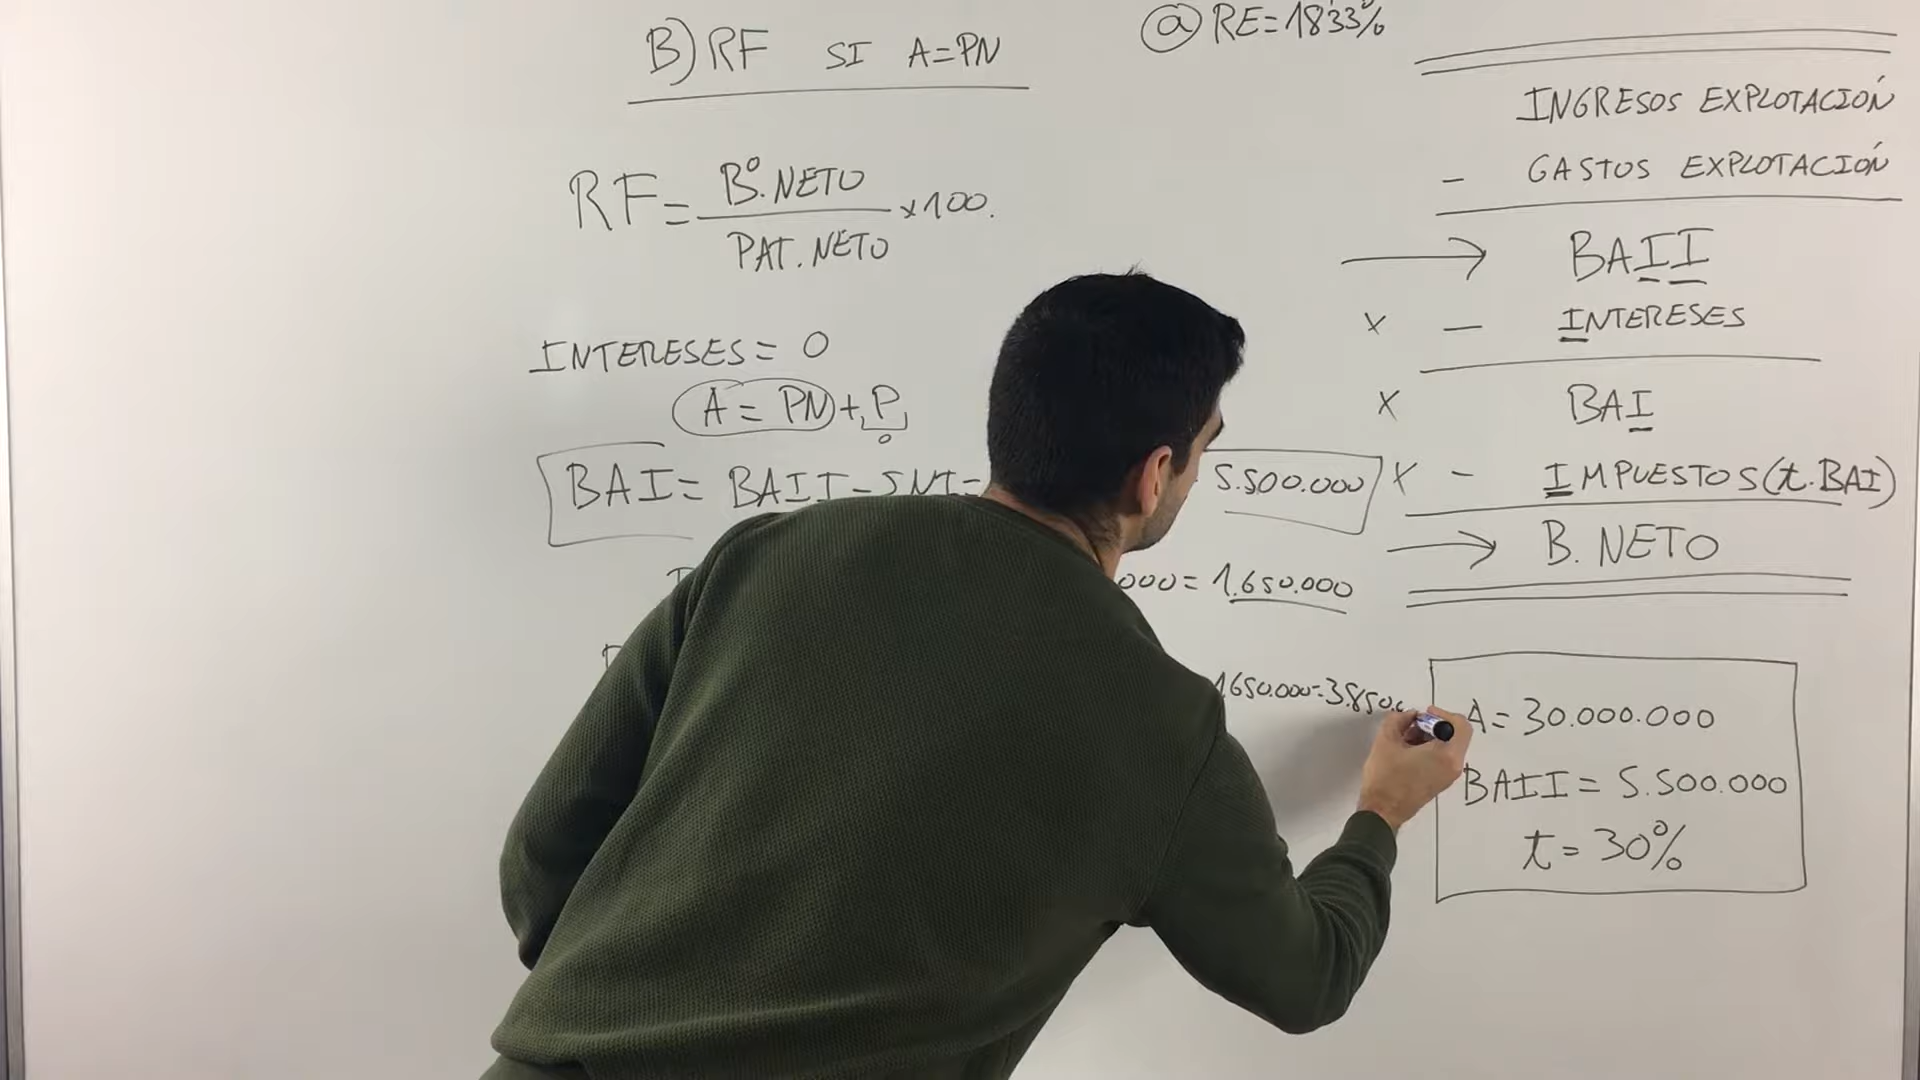 B) RF SI A=PN
RF = Bº.NETO / PAT. NETO x100.
INTERESES = 0
A = PN + P
0
BAI = BAII - INT =
5.500.000
000 = 1.650.000
1.650.000=3.850.
@ RE=18'33%
INGRESOS EXPLOTACIÓN
- GASTOS EXPLOTACIÓN
→ BAII
x - INTERESES
x BAI
x - IMPUESTOS (t.BAI)
→ B. NETO
A = 30.000.000
BAII = 5.500.000
t = 30%